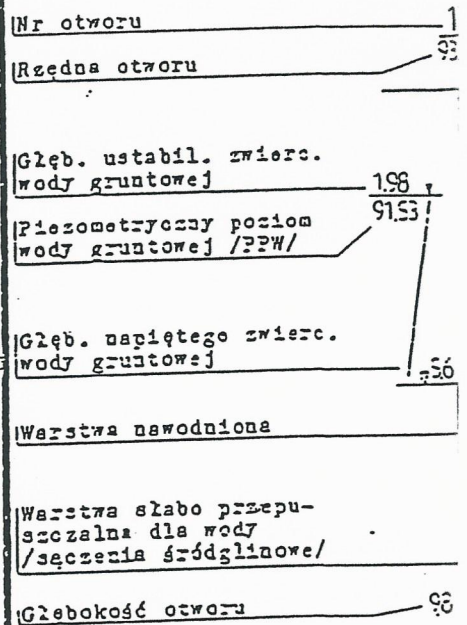 Nr otworu 1
Rzędna otworu 93
Głęb. ustabil. zwierc.
wody gruntowej 1.98
Piezometryczny poziom 91.53
wody gruntowej /PPW/
Głęb. napiętego zwierc.
wody gruntowej
Warstwa nawodniona
Warstwa słabo przepu-
szczalna dla wody
/sączenia śródglinowe/
Głębokość otworu